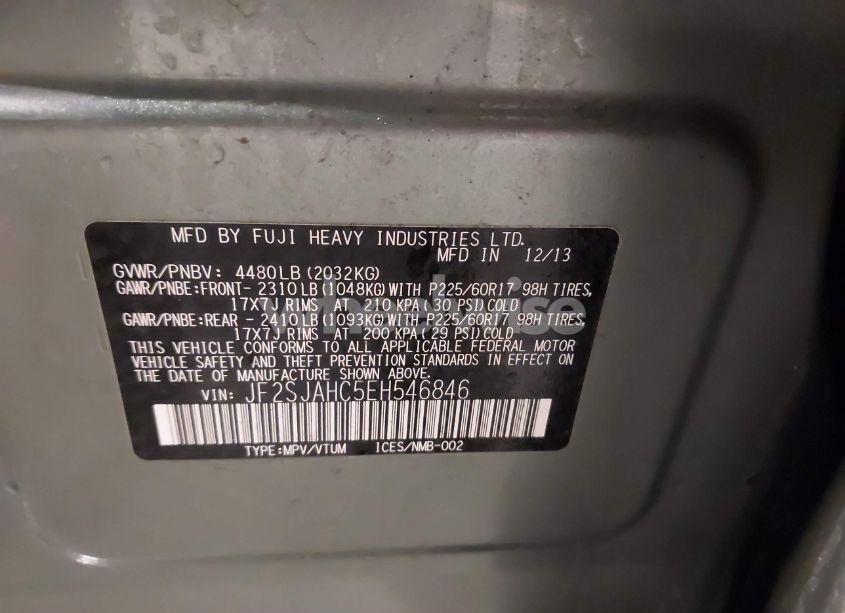 MFD BY FUJI HEAVY INDUSTRIES LTD.
MFD IN 12/13
GVWR/PNBV: 4480LB(2032KG)
GAWR/PNBE:FRONT- 2310LB(1048KG)WITH P225/60R17 98H TIRES,
17X7J RIMS AT 210 KPA(30 PSI)COLD
GAWR/PNBE:REAR - 2410LB(1093KG)WITH P225/60R17 98H TIRES,
17X7J RIMS AT 200 KPA(29 PSI)COLD
THIS VEHICLE CONFORMS TO ALL APPLICABLE FEDERAL MOTOR
VEHICLE SAFETY AND THEFT PREVENTION STANDARDS IN EFFECT ON
THE DATE OF MANUFACTURE SHOWN ABOVE.
VIN: JF2SJAHC5EH546846
TYPE:MPV/VTUM ICES/NMB-002